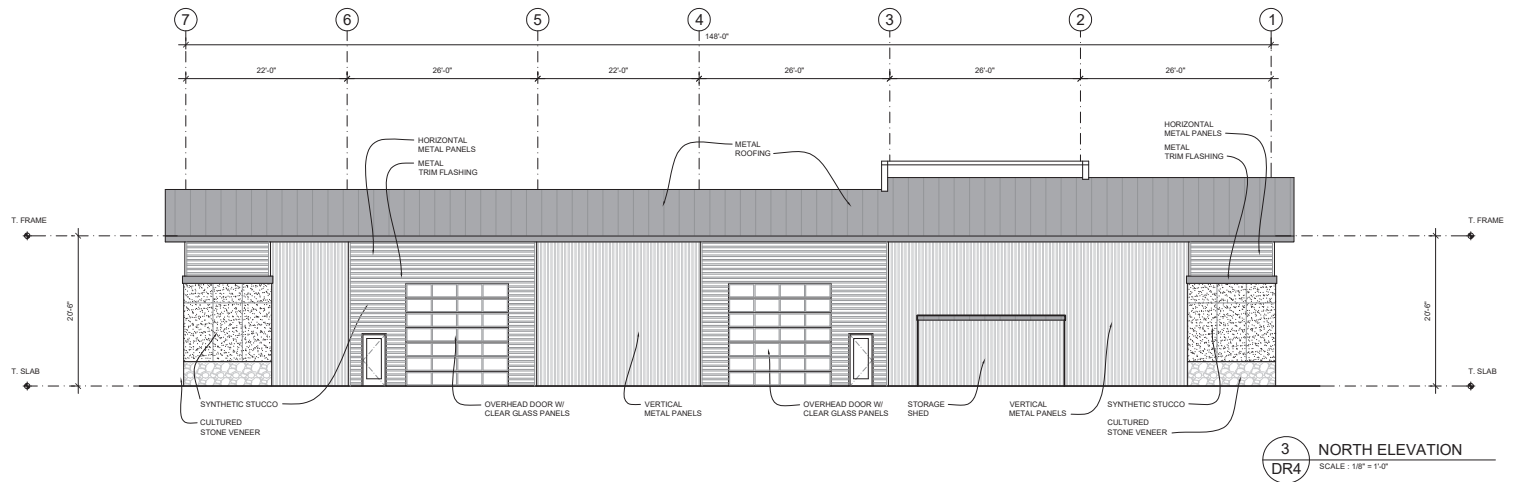 7 6 5 4 3 2 1
148'-0"
22'-0" 26'-0" 22'-0" 26'-0" 26'-0" 26'-0"
HORIZONTAL
METAL PANELS
METAL
TRIM FLASHING
METAL
ROOFING
HORIZONTAL
METAL PANELS
METAL
TRIM FLASHING
T. FRAME
T. FRAME
20'-6"
20'-6"
T. SLAB
T. SLAB
SYNTHETIC STUCCO
CULTURED
STONE VENEER
OVERHEAD DOOR W/
CLEAR GLASS PANELS
VERTICAL
METAL PANELS
OVERHEAD DOOR W/
CLEAR GLASS PANELS
STORAGE
SHED
VERTICAL
METAL PANELS
SYNTHETIC STUCCO
CULTURED
STONE VENEER
3
DR4
NORTH ELEVATION
SCALE : 1/8" = 1'-0"